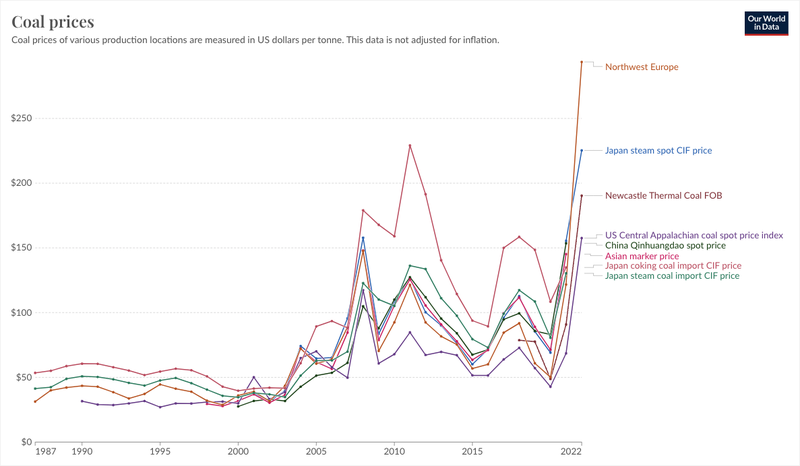 Coal prices
Coal prices of various production locations are measured in US dollars per tonne. This data is not adjusted for inflation.
Our World
in Data
Northwest Europe
$250
Japan steam spot CIF price
$200
Newcastle Thermal Coal FOB
US Central Appalachian coal spot price index
$150
China Qinhuangdao spot price
Asian marker price
Japan coking coal import CIF price
Japan steam coal import CIF price
$100
$50
$0
1987
1990
1995
2000
2005
2010
2015
2022